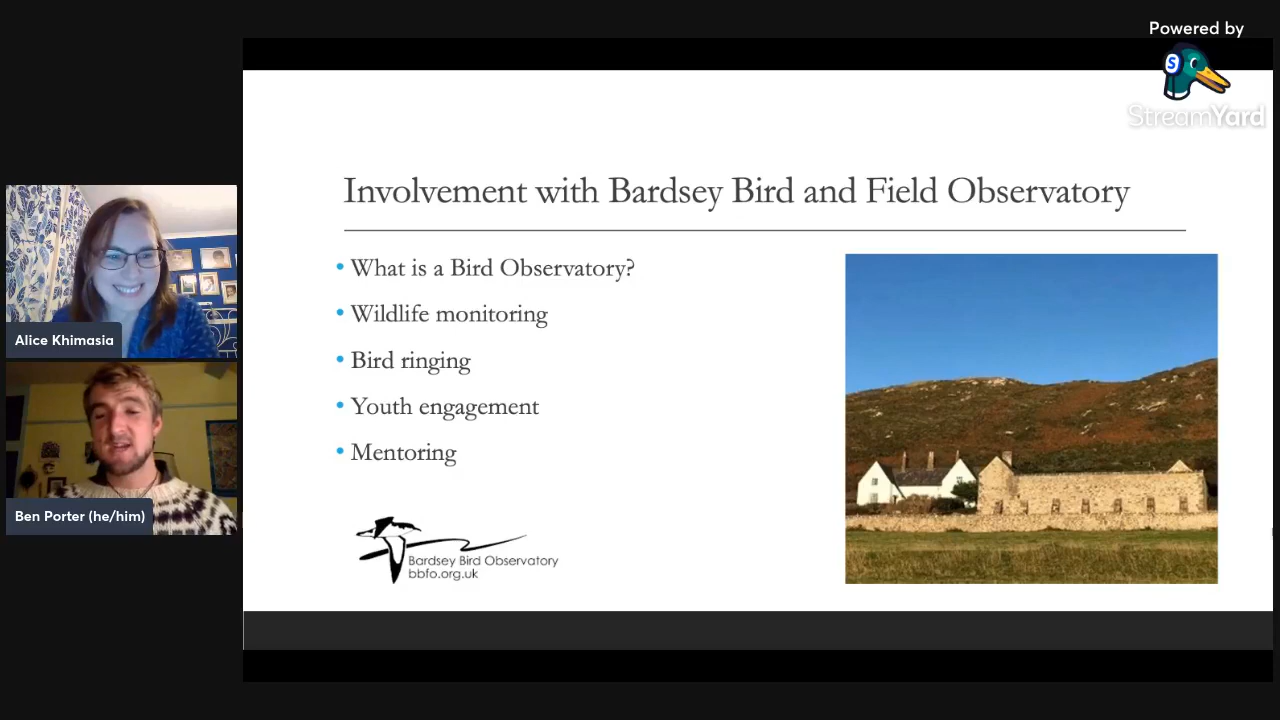 Powered by
S
StreamYard
Involvement with Bardsey Bird and Field Observatory
• What is a Bird Observatory?
• Wildlife monitoring
• Bird ringing
• Youth engagement
• Mentoring
Bardsey Bird Observatory
bbfo.org.uk
Alice Khimasia
Ben Porter (he/him)